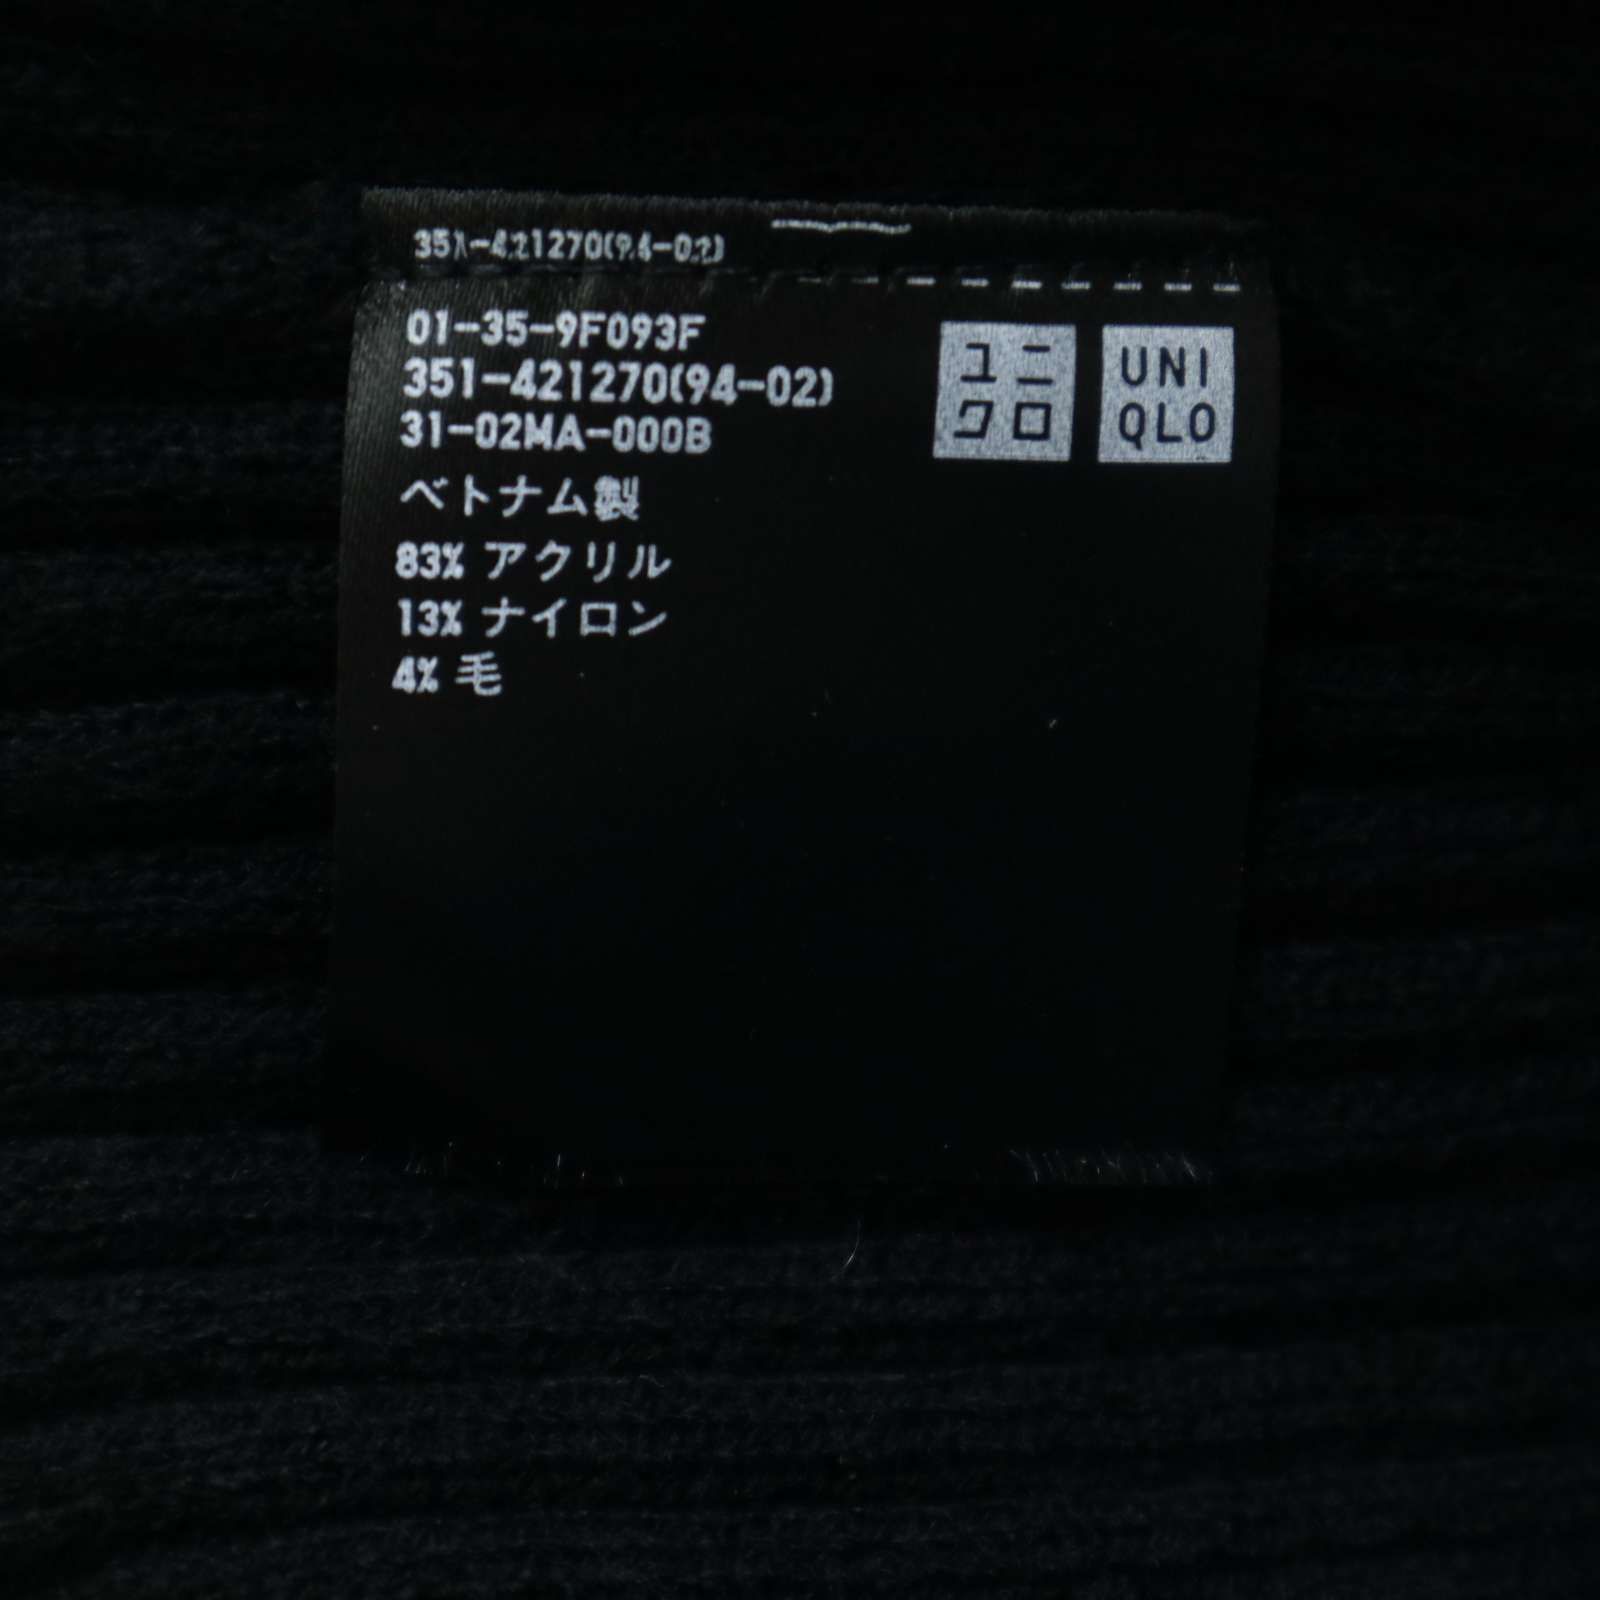 351-421270(94-02)
01-35-9F093F
351-421270(94-02)
31-02MA-000B
ベトナム製
83% アクリル
13% ナイロン
4% 毛
ユニ
クロ
UNI
QLO